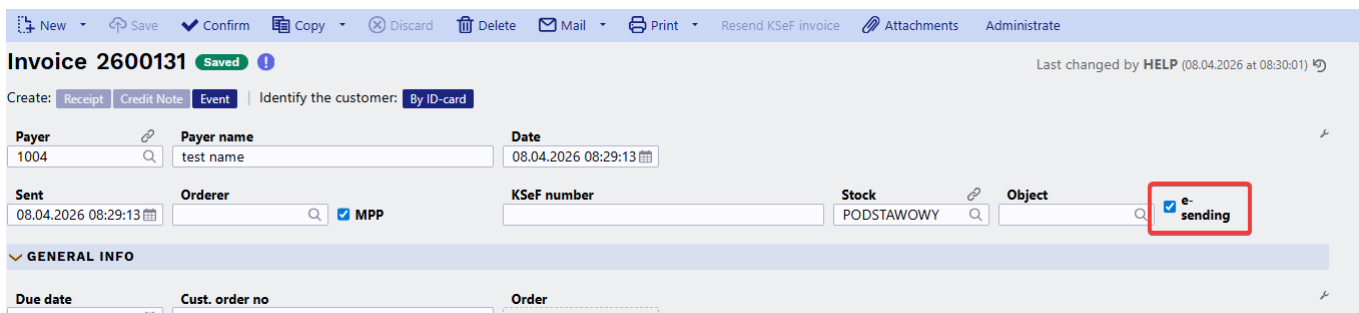 New Save Confirm Copy Discard Delete Mail Print Resend KSeF invoice Attachments Administrate
Invoice 2600131 Saved !
Last changed by HELP (08.04.2026 at 08:30:01)
Create: Receipt Credit Note Event | Identify the customer: By ID-card
Payer Payer name Date
1004 test name 08.04.2026 08:29:13
Sent Orderer KSeF number Stock Object e-
08.04.2026 08:29:13 MPP PODSTAWOWY sending
GENERAL INFO
Due date Cust. order no Order